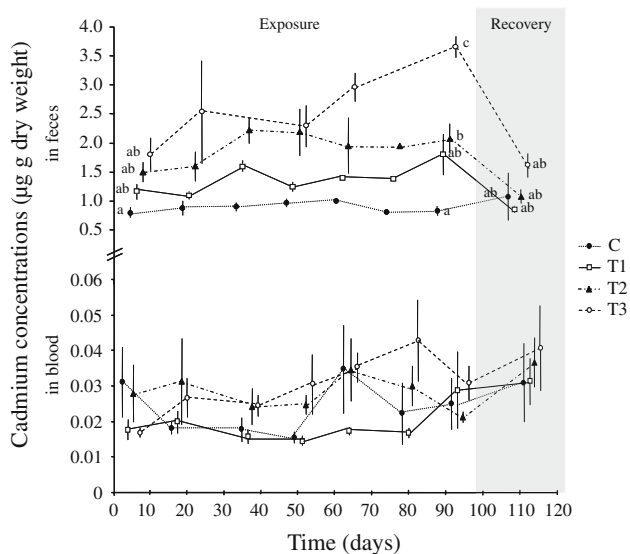 Exposure
Recovery
Cadmium concentrations (µg g dry weight)
in feces
in blood
4.0
3.5
3.0
2.5
2.0
1.5
1.0
0.5
0.06
0.05
0.04
0.03
0.02
0.01
0
c
ab
ab
ab
a
b
ab
a
ab
ab
ab
ab
0 10 20 30 40 50 60 70 80 90 100 110 120
Time (days)
C
T1
T2
T3